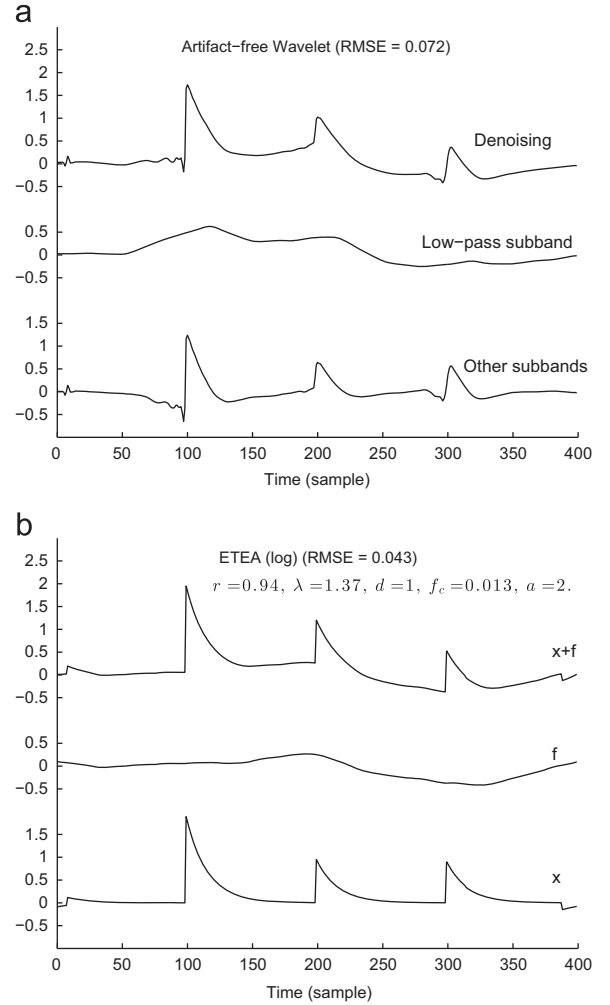 a
Artifact−free Wavelet (RMSE = 0.072)
2.5
2
1.5
1
0.5
0
−0.5
Denoising
0.5
0
−0.5
Low−pass subband
1.5
1
0.5
0
−0.5
Other subbands
0 50 100 150 200 250 300 350 400
Time (sample)
b
ETEA (log) (RMSE = 0.043)
r =0.94, λ =1.37, d =1, f_c =0.013, a =2.
2.5
2
1.5
1
0.5
0
−0.5
x+f
0.5
0
−0.5
f
1.5
1
0.5
0
−0.5
x
0 50 100 150 200 250 300 350 400
Time (sample)